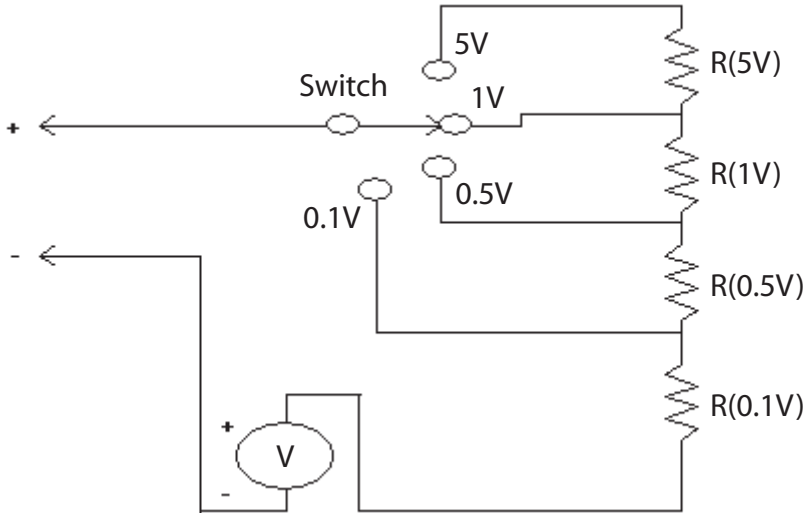 5V
R(5V)
Switch
1V
+
R(1V)
0.5V
0.1V
-
R(0.5V)
R(0.1V)
+
V
-